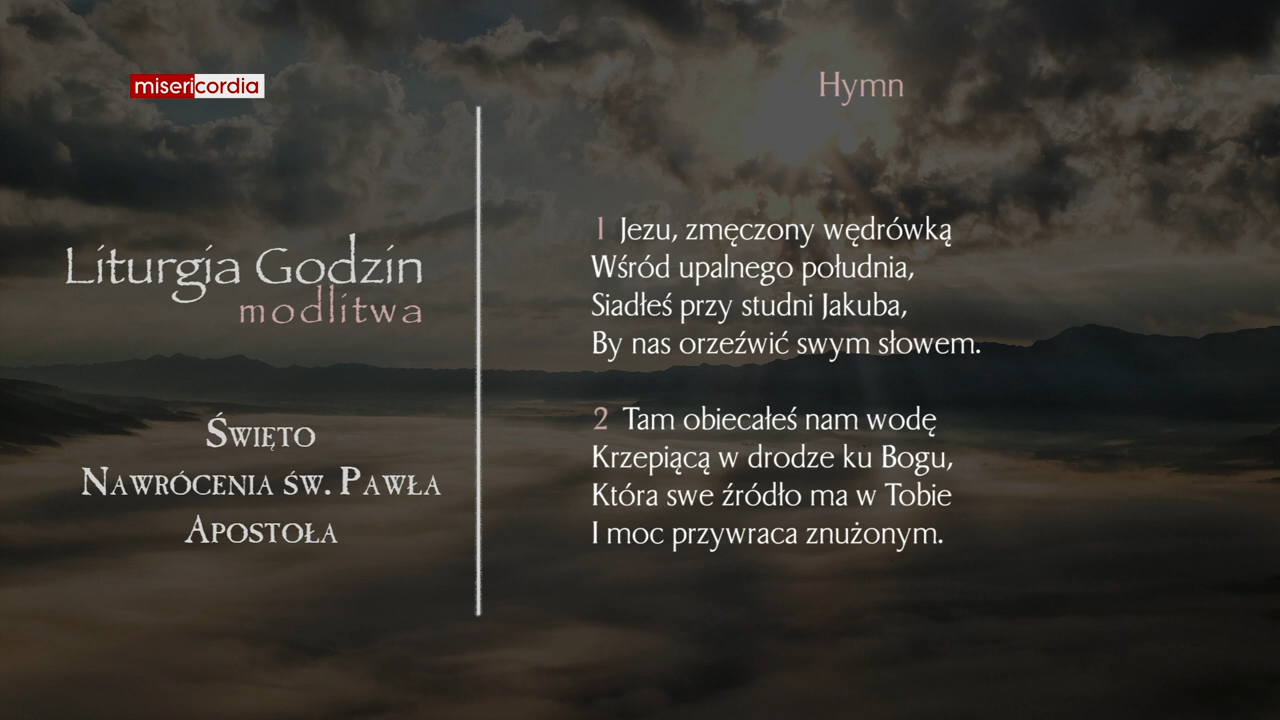 misericordia
Liturgia Godzin
modlitwa
Święto
Nawrócenia św. Pawła
Apostoła
Hymn
1 Jezu, zmęczony wędrówką
Wśród upalnego południa,
Siadłeś przy studni Jakuba,
By nas orzeźwić swym słowem.
2 Tam obiecałeś nam wodę
Krzepiącą w drodze ku Bogu,
Która swe źródło ma w Tobie
I moc przywraca znużonym.